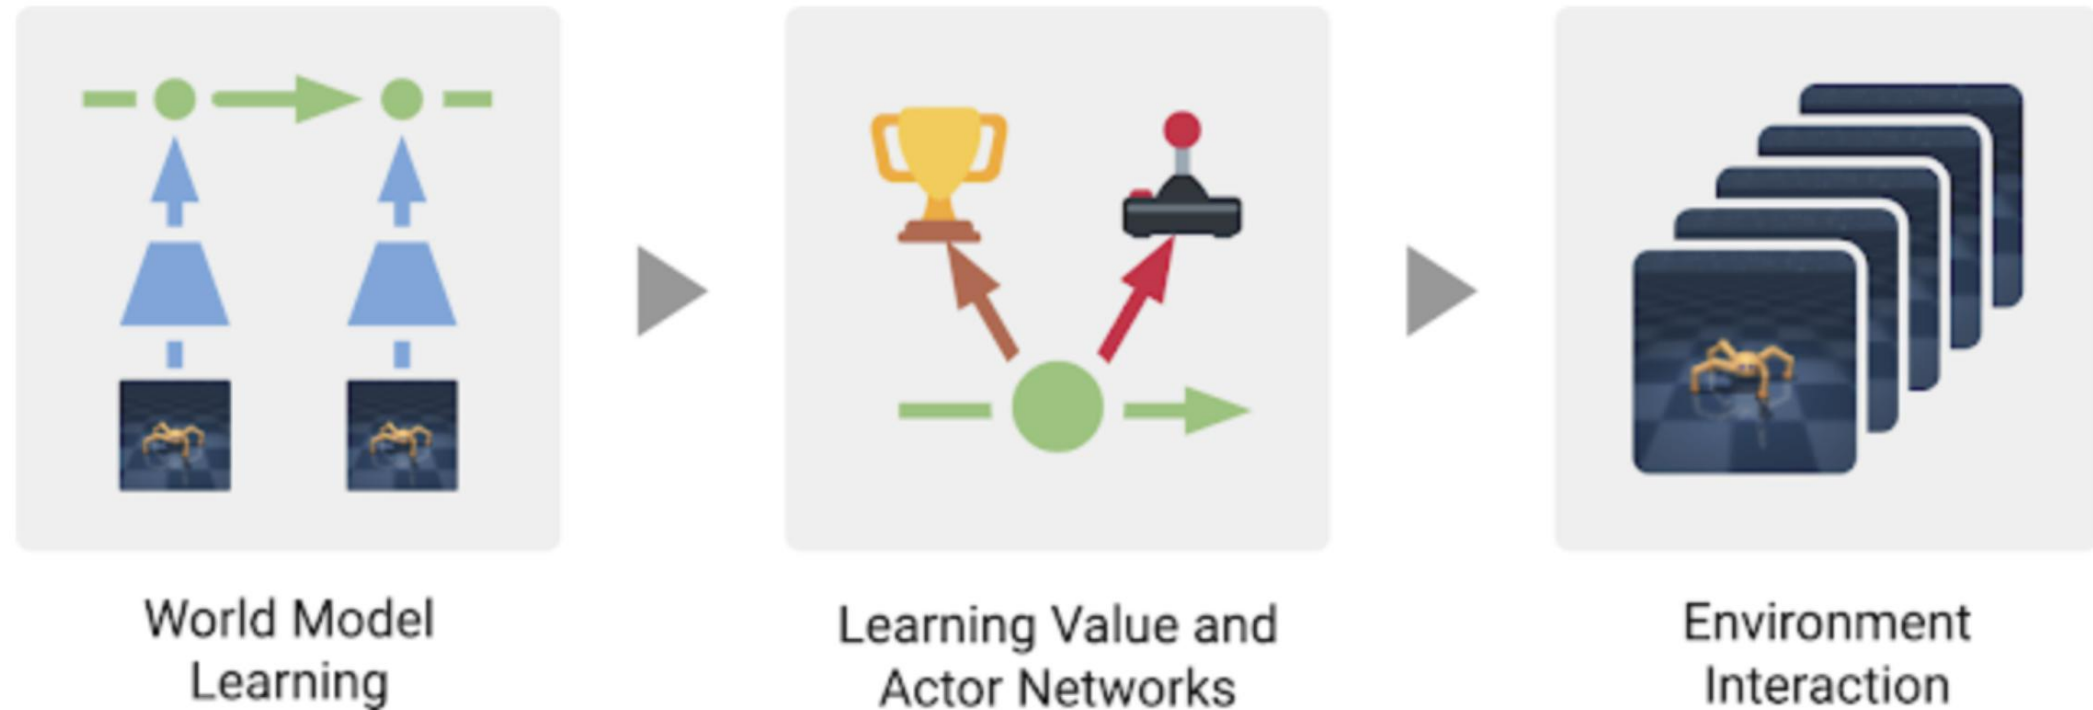 World Model
Learning
Learning Value and
Actor Networks
Environment
Interaction